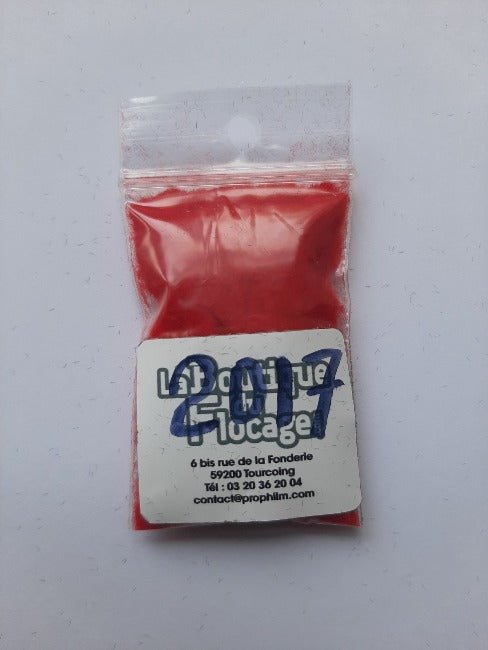 La Boutique
du
Flocage.com
2017
6 bis rue de la Fonderie
59200 Tourcoing
Tél : 03 20 36 20 04
contact@prophilm.com